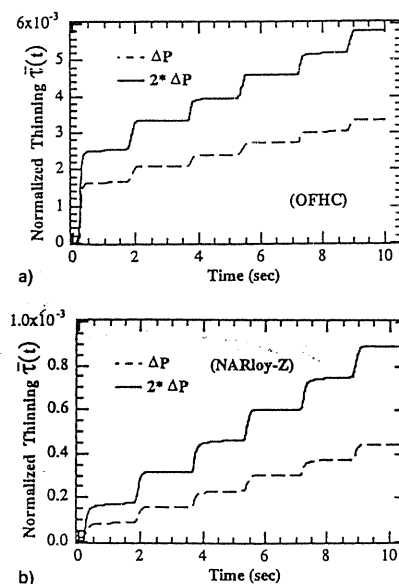 6x10⁻³
5
4
3
2
1
0
Normalized Thinning τ̄(t)
ΔP
2* ΔP
(OFHC)
0 2 4 6 8 10
Time (sec)
a)
1.0x10⁻³
0.8
0.6
0.4
0.2
0.0
Normalized Thinning τ̄(t)
ΔP
2* ΔP
(NARloy-Z)
0 2 4 6 8 10
Time (sec)
b)